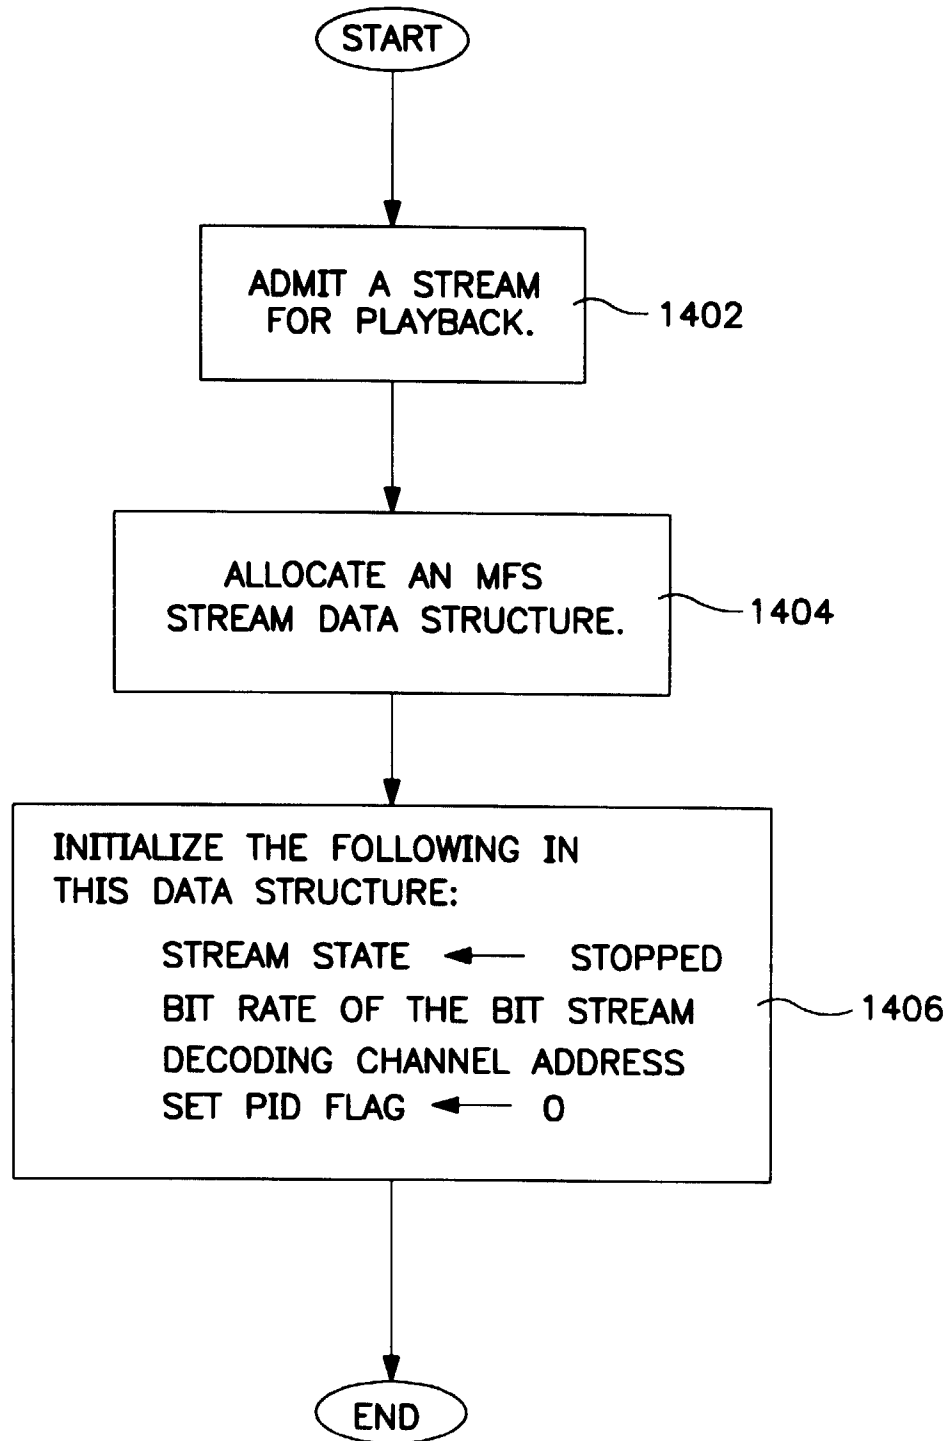 START
ADMIT A STREAM
FOR PLAYBACK.
1402
ALLOCATE AN MFS
STREAM DATA STRUCTURE.
1404
INITIALIZE THE FOLLOWING IN
THIS DATA STRUCTURE:
STREAM STATE ← STOPPED
BIT RATE OF THE BIT STREAM
DECODING CHANNEL ADDRESS
SET PID FLAG ← 0
1406
END